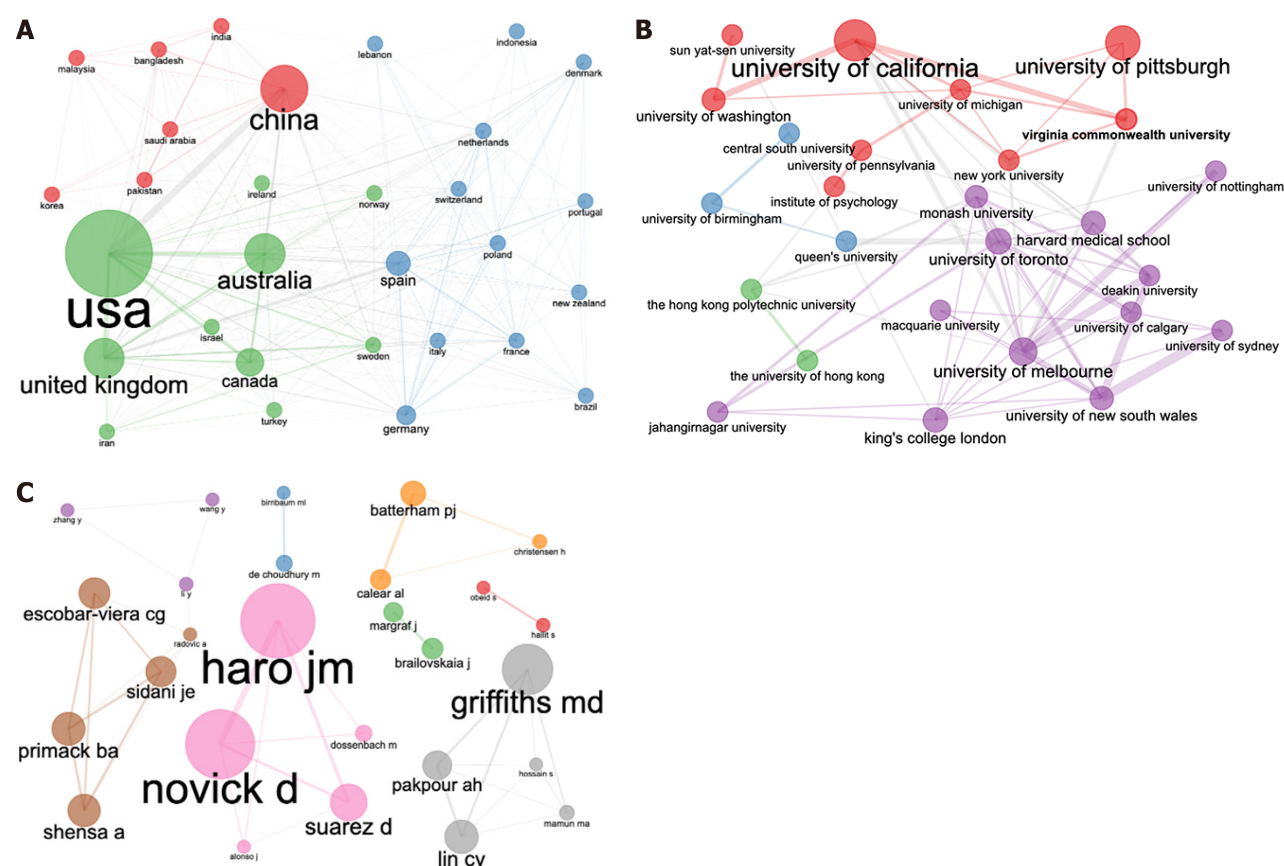 A
india
malaysia
bangladesh
lebanon
indonesia
denmark
china
saudi arabia
netherlands
pakistan
korea
ireland
norway
switzerland
portugal
usa
australia
spain
poland
new zealand
israel
united kingdom
canada
sweden
italy
france
iran
turkey
germany
brazil
B
sun yat-sen university
university of california
university of pittsburgh
university of washington
university of michigan
virginia commonwealth university
central south university
university of pennsylvania
new york university
university of nottingham
institute of psychology
university of birmingham
monash university
harvard medical school
queen's university
university of toronto
deakin university
the hong kong polytechnic university
macquarie university
university of calgary
university of sydney
the university of hong kong
university of melbourne
university of new south wales
jahangirnagar university
king's college london
C
zhang y
wang y
birnbaum ml
batterham pj
christensen h
de choudhury m
li y
calear al
obeid s
escobar-viera cg
margraf j
hallit s
radovic a
haro jm
brailovskaia j
sidani je
griffiths md
primack ba
dossenbach m
novick d
pakpour ah
hossain s
shensa a
suarez d
mamun ma
alonso j
lin cy